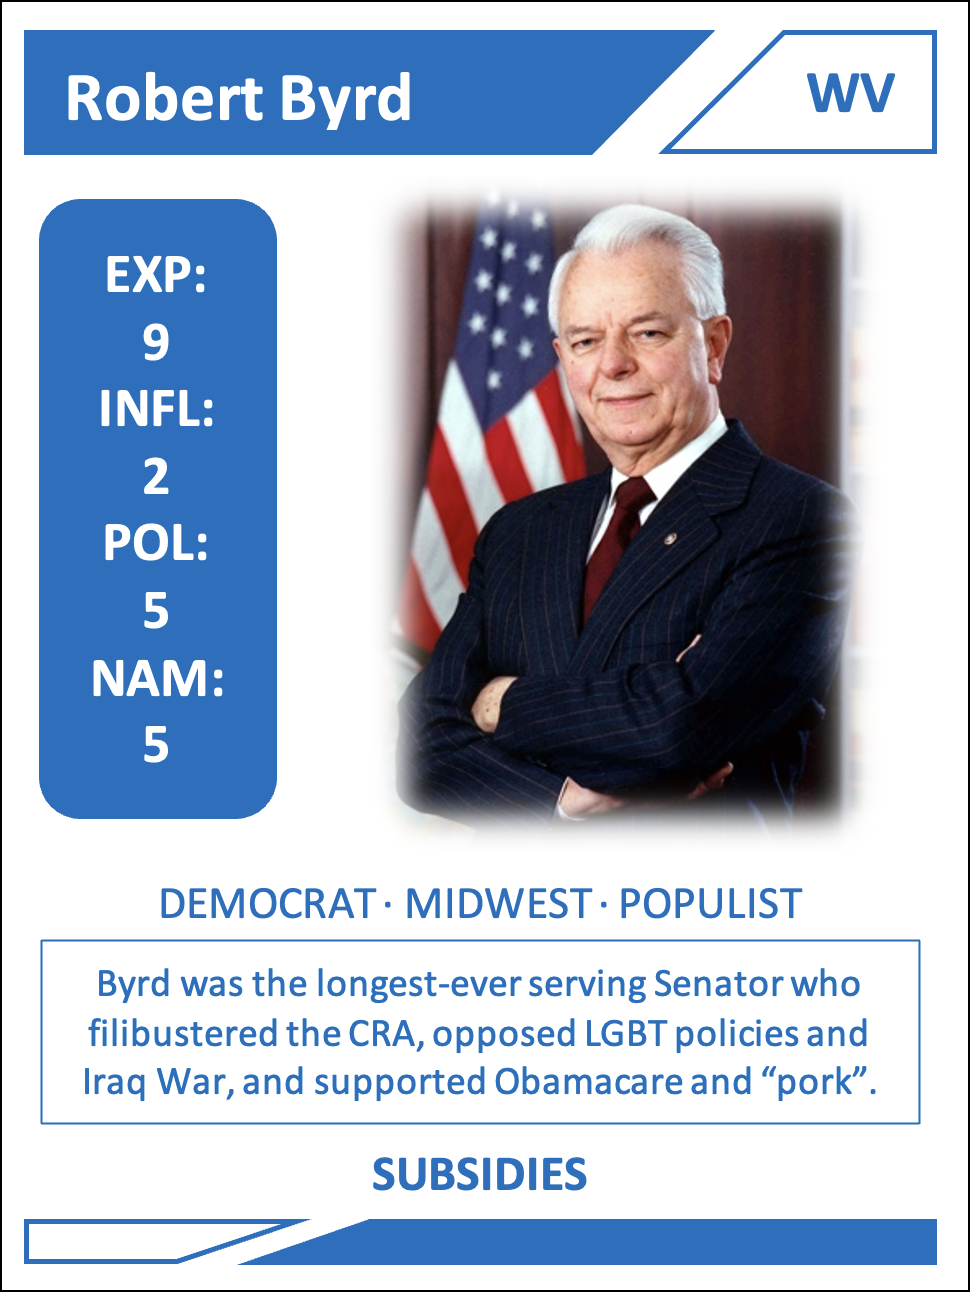 Robert Byrd
WV
EXP:
9
INFL:
2
POL:
5
NAM:
5
DEMOCRAT · MIDWEST · POPULIST
Byrd was the longest-ever serving Senator who
filibustered the CRA, opposed LGBT policies and
Iraq War, and supported Obamacare and “pork”.
SUBSIDIES